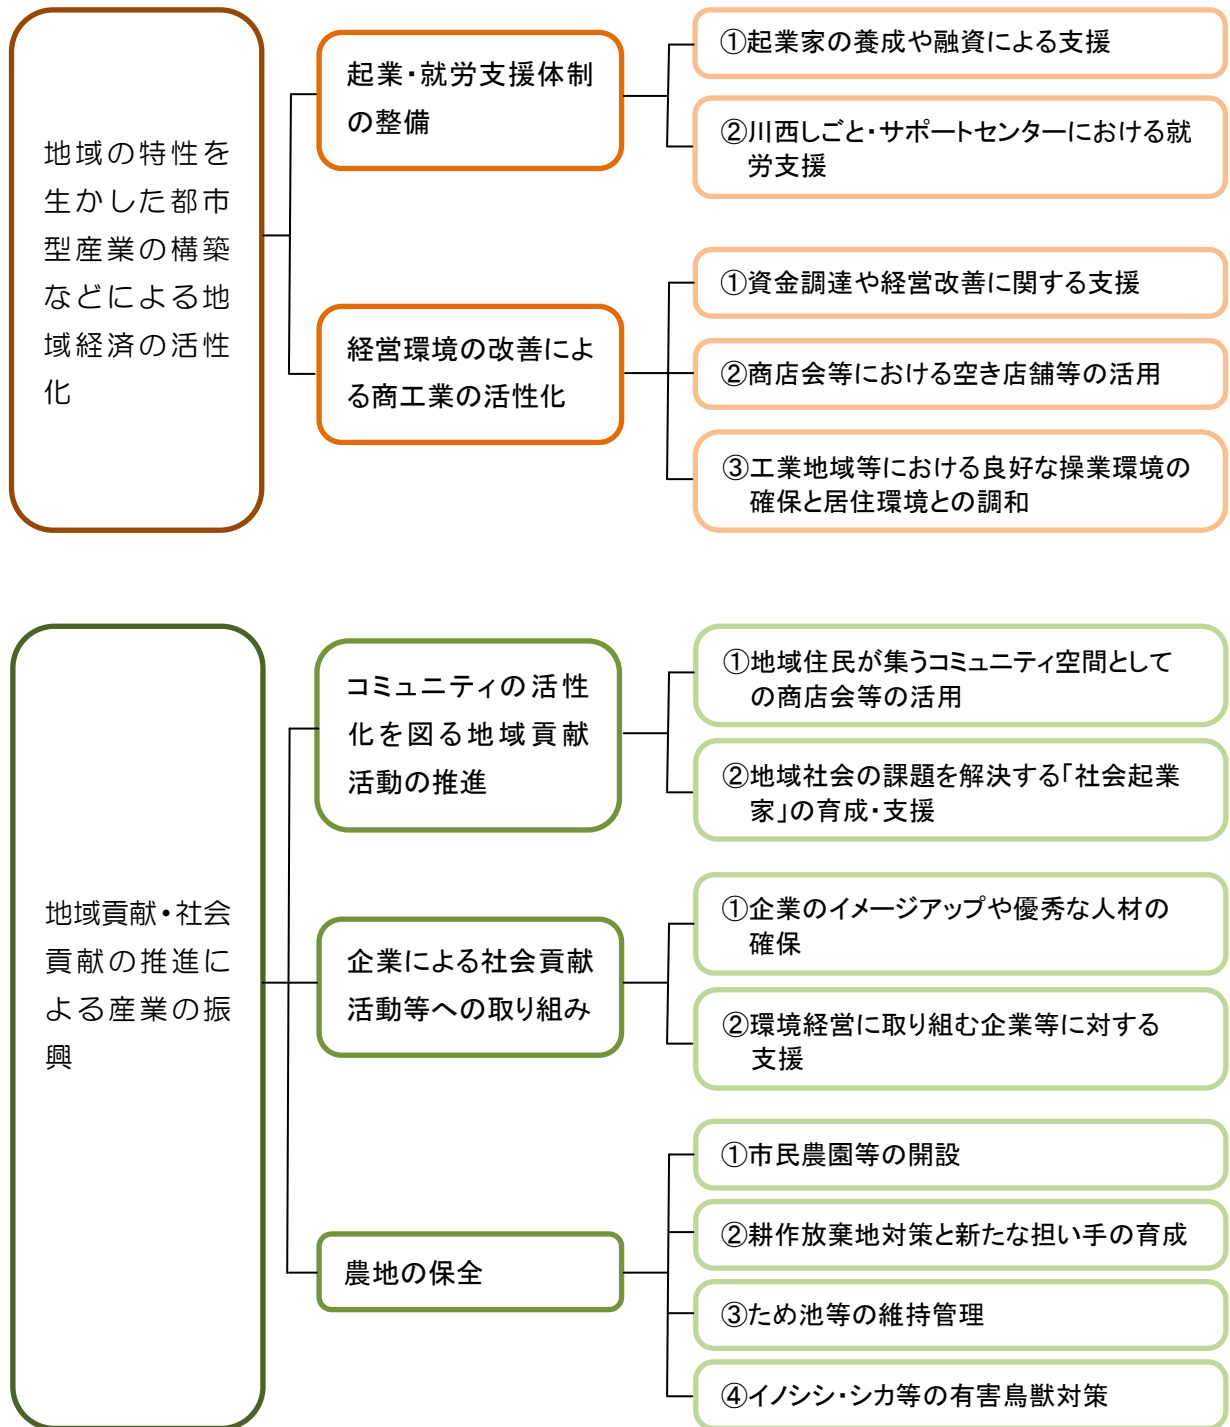 地域の特性を
生かした都市
型産業の構築
などによる地
域経済の活性
化
起業・就労支援体制
の整備
①起業家の養成や融資による支援
②川西しごと・サポートセンターにおける就
労支援
経営環境の改善によ
る商工業の活性化
①資金調達や経営改善に関する支援
②商店会等における空き店舗等の活用
③工業地域等における良好な操業環境の
確保と居住環境との調和
地域貢献・社会
貢献の推進に
よる産業の振
興
コミュニティの活性
化を図る地域貢献
活動の推進
①地域住民が集うコミュニティ空間として
の商店会等の活用
②地域社会の課題を解決する「社会起業
家」の育成・支援
企業による社会貢献
活動等への取り組み
①企業のイメージアップや優秀な人材の
確保
②環境経営に取り組む企業等に対する
支援
農地の保全
①市民農園等の開設
②耕作放棄地対策と新たな担い手の育成
③ため池等の維持管理
④イノシシ・シカ等の有害鳥獣対策